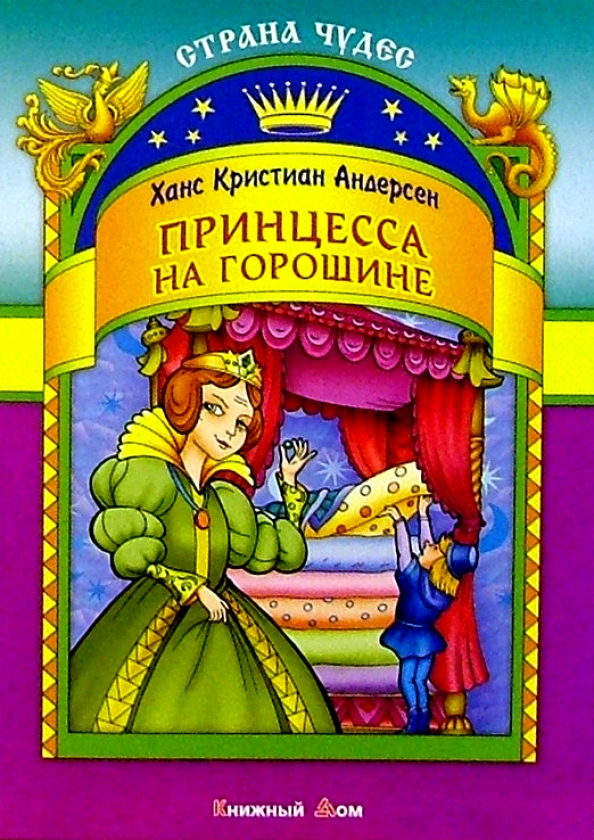 СТРАНА ЧУДЕС
Ханс Кристиан Андерсен
ПРИНЦЕССА
НА ГОРОШИНЕ
Книжный Дом